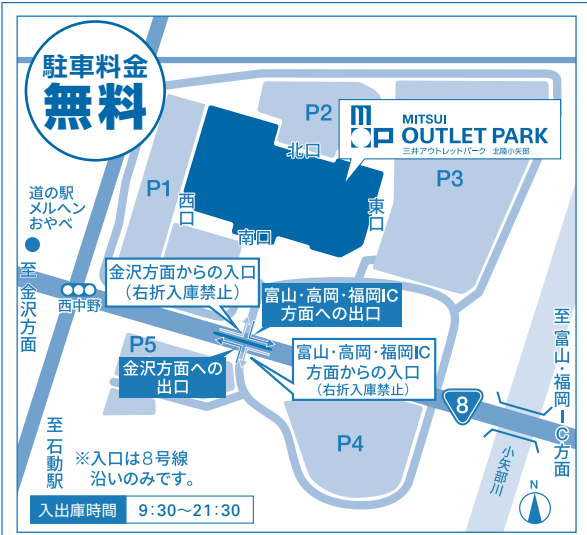 駐車料金
無料
P2
MITSUI
OUTLET PARK
三井アウトレットパーク 北陸小矢部
北口
P1
西口
東口
P3
南口
道の駅
メルヘン
おやべ
至 金沢方面
西中野
金沢方面からの入口
(右折入庫禁止)
富山・高岡・福岡IC
方面への出口
P5
金沢方面への
出口
富山・高岡・福岡IC
方面からの入口
(右折入庫禁止)
8
至 富山・福岡IC方面
P4
小矢部川
至 石動駅
※入口は8号線
沿いのみです。
N
入出庫時間 9:30~21:30